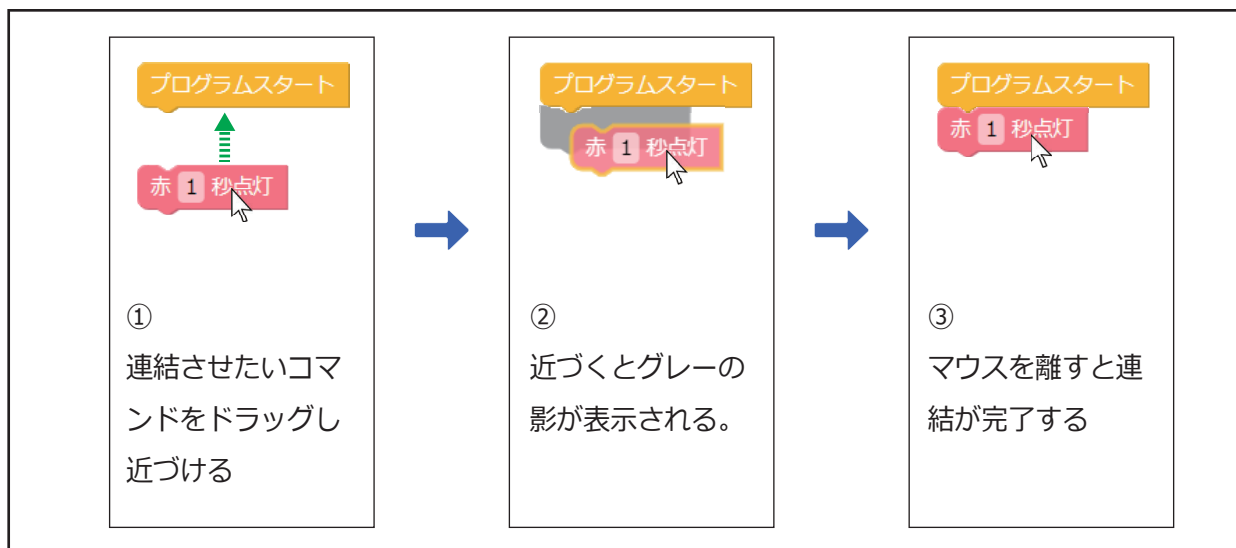 プログラムスタート
赤 1 秒点灯
①
連結させたいコマ
ンドをドラッグし
近づける
プログラムスタート
赤 1 秒点灯
②
近づくとグレーの
影が表示される。
プログラムスタート
赤 1 秒点灯
③
マウスを離すと連
結が完了する